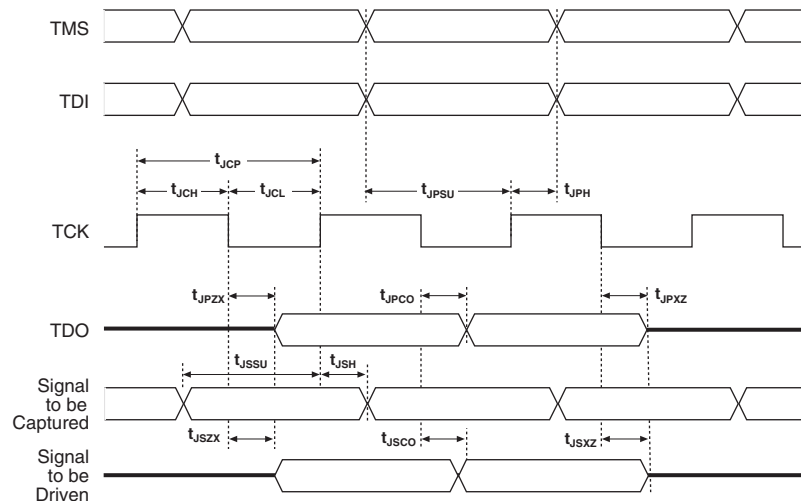 TMS
TDI
tJCP
tJCH
tJCL
tJPSU
tJPH
TCK
tJPZX
tJPCO
tJPXZ
TDO
tJSSU
tJSH
Signal
to be
Captured
tJSZX
tJSCO
tJSXZ
Signal
to be
Driven